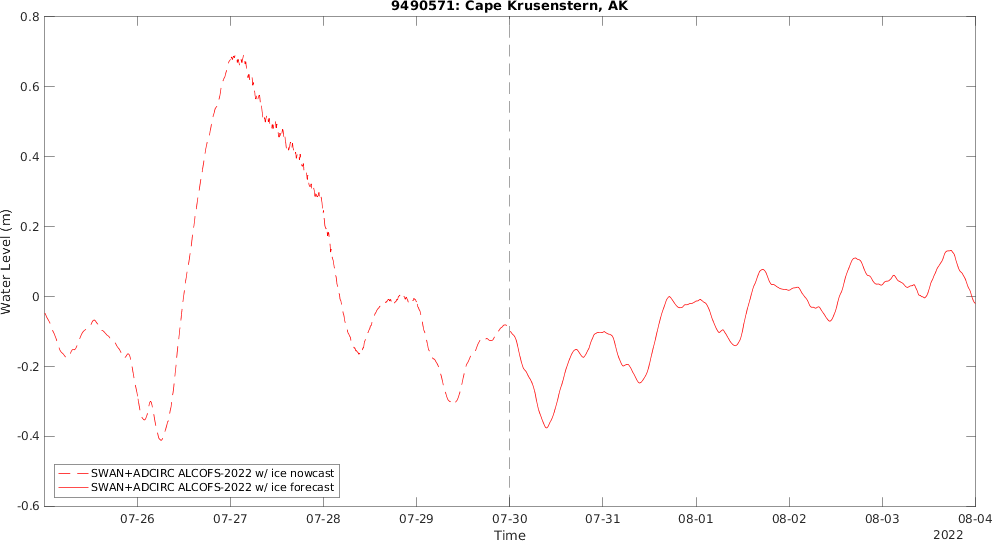 9490571: Cape Krusenstern, AK
0.8
0.6
0.4
0.2
0
-0.2
-0.4
-0.6
Water Level (m)
SWAN+ADCIRC ALCOFS-2022 w/ ice nowcast
SWAN+ADCIRC ALCOFS-2022 w/ ice forecast
07-26 07-27 07-28 07-29 07-30 07-31 08-01 08-02 08-03 08-04
Time
2022